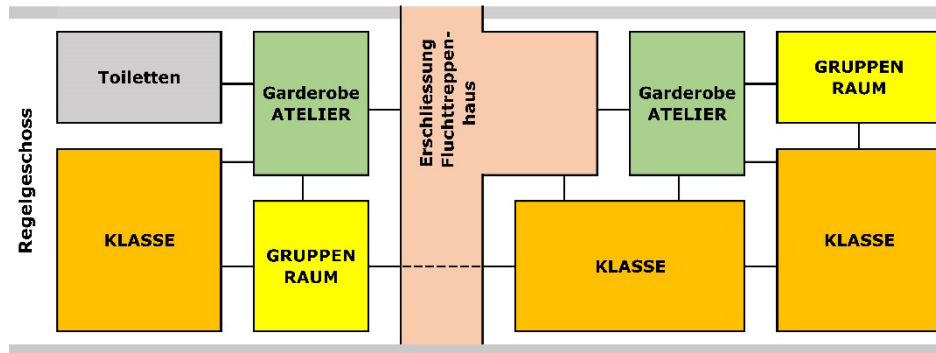 Regelgeschoss
Toiletten
Garderobe
ATELIER
KLASSE
GRUPPEN
RAUM
Erschliessung
Fluchttreppen-
haus
Garderobe
ATELIER
GRUPPEN
RAUM
KLASSE
KLASSE